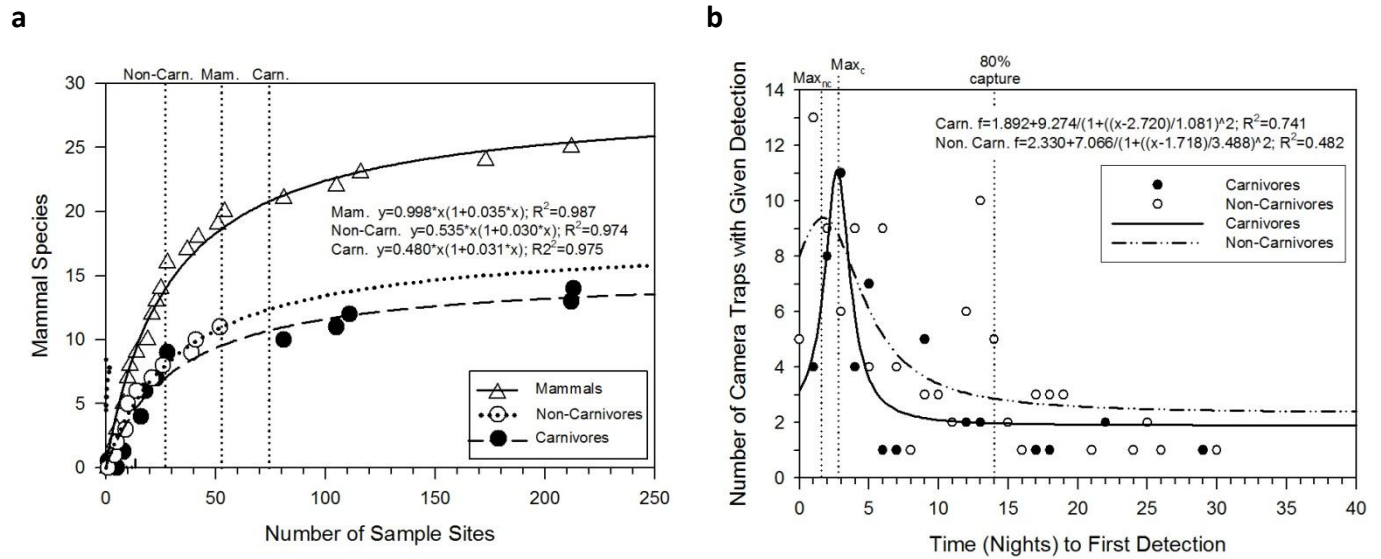 a
Non-Carn. Mam. Carn.
30
25
20
15
10
5
0
Mammal Species
Mam. y=0.998*x(1+0.035*x); R²=0.987
Non-Carn. y=0.535*x(1+0.030*x); R²=0.974
Carn. y=0.480*x(1+0.031*x); R2²=0.975
Mammals
Non-Carnivores
Carnivores
0 50 100 150 200 250
Number of Sample Sites
b
Max_nc Max_c 80% capture
14
12
10
8
6
4
2
0
Number of Camera Traps with Given Detection
Carn. f=1.892+9.274/(1+((x-2.720)/1.081)^2; R²=0.741
Non. Carn. f=2.330+7.066/(1+((x-1.718)/3.488)^2; R²=0.482
Carnivores
Non-Carnivores
Carnivores
Non-Carnivores
0 5 10 15 20 25 30 35 40
Time (Nights) to First Detection